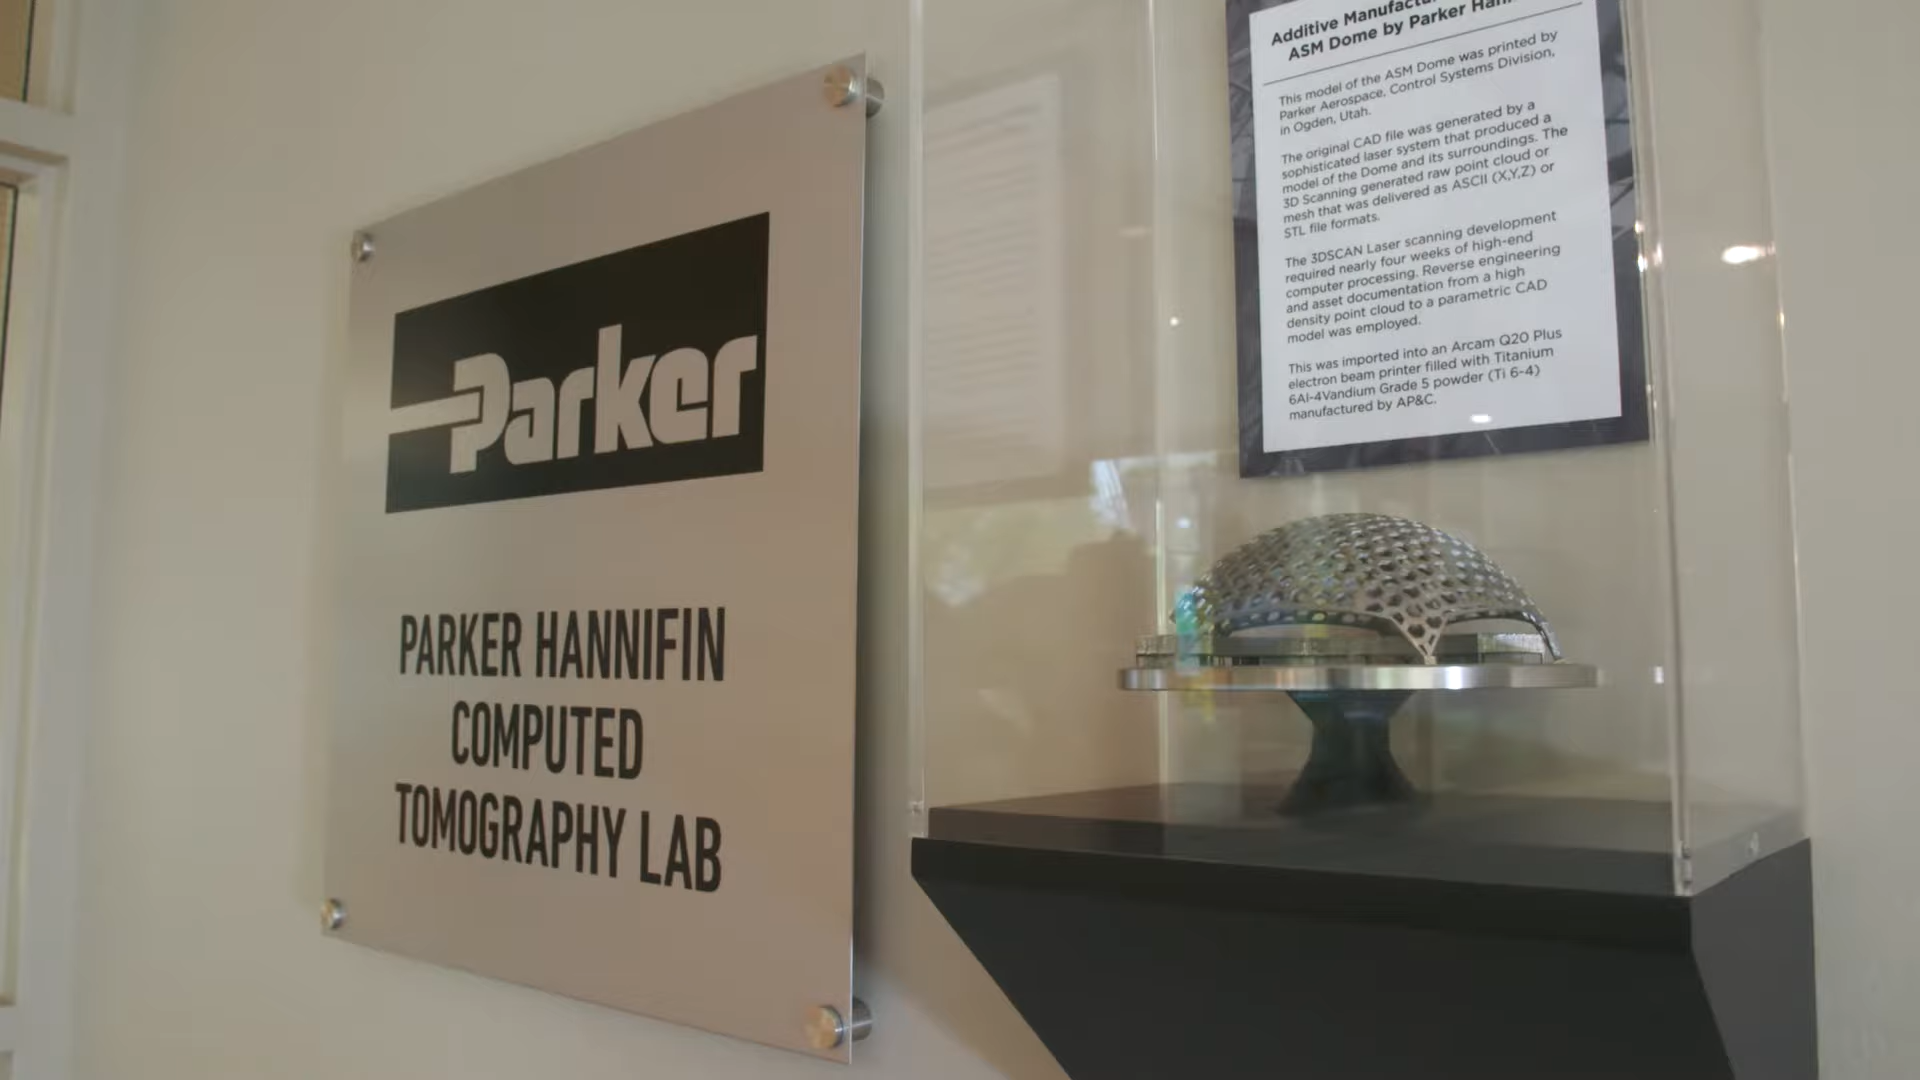 Parker
PARKER HANNIFIN
COMPUTED
TOMOGRAPHY LAB
Additive
ASM Dome by Parker
This model of the ASM Dome was printed by
Parker Aerospace, Control Systems Division,
in Ogden, Utah.
The original CAD file was generated by a
sophisticated laser system that produced a
model of the Dome and its surroundings. The
3D Scanning generated raw point cloud or
mesh that was delivered as ASCII (X,Y,Z) or
STL file formats.
The 3DSCAN Laser scanning development
required nearly four weeks of high-end
computer processing. Reverse engineering
and asset documentation from a high
density point cloud to a parametric CAD
model was employed.
This was imported into an Arcam Q20 Plus
electron beam printer filled with Titanium
6Al-4Vandium Grade 5 powder (Ti 6-4)
manufactured by AP&C.